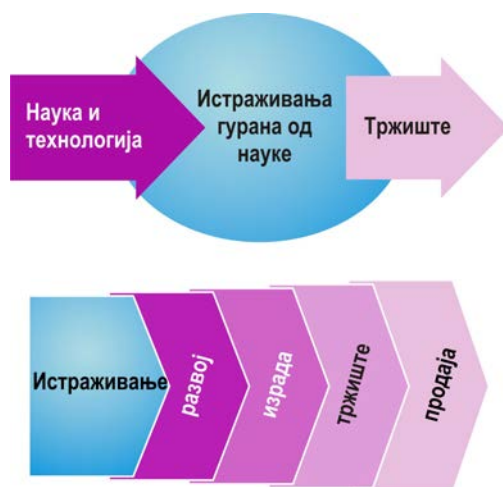 Наука и
технологија
Истраживања
гурана од
науке
Тржиште
Истраживање
развој
израда
тржиште
продаја